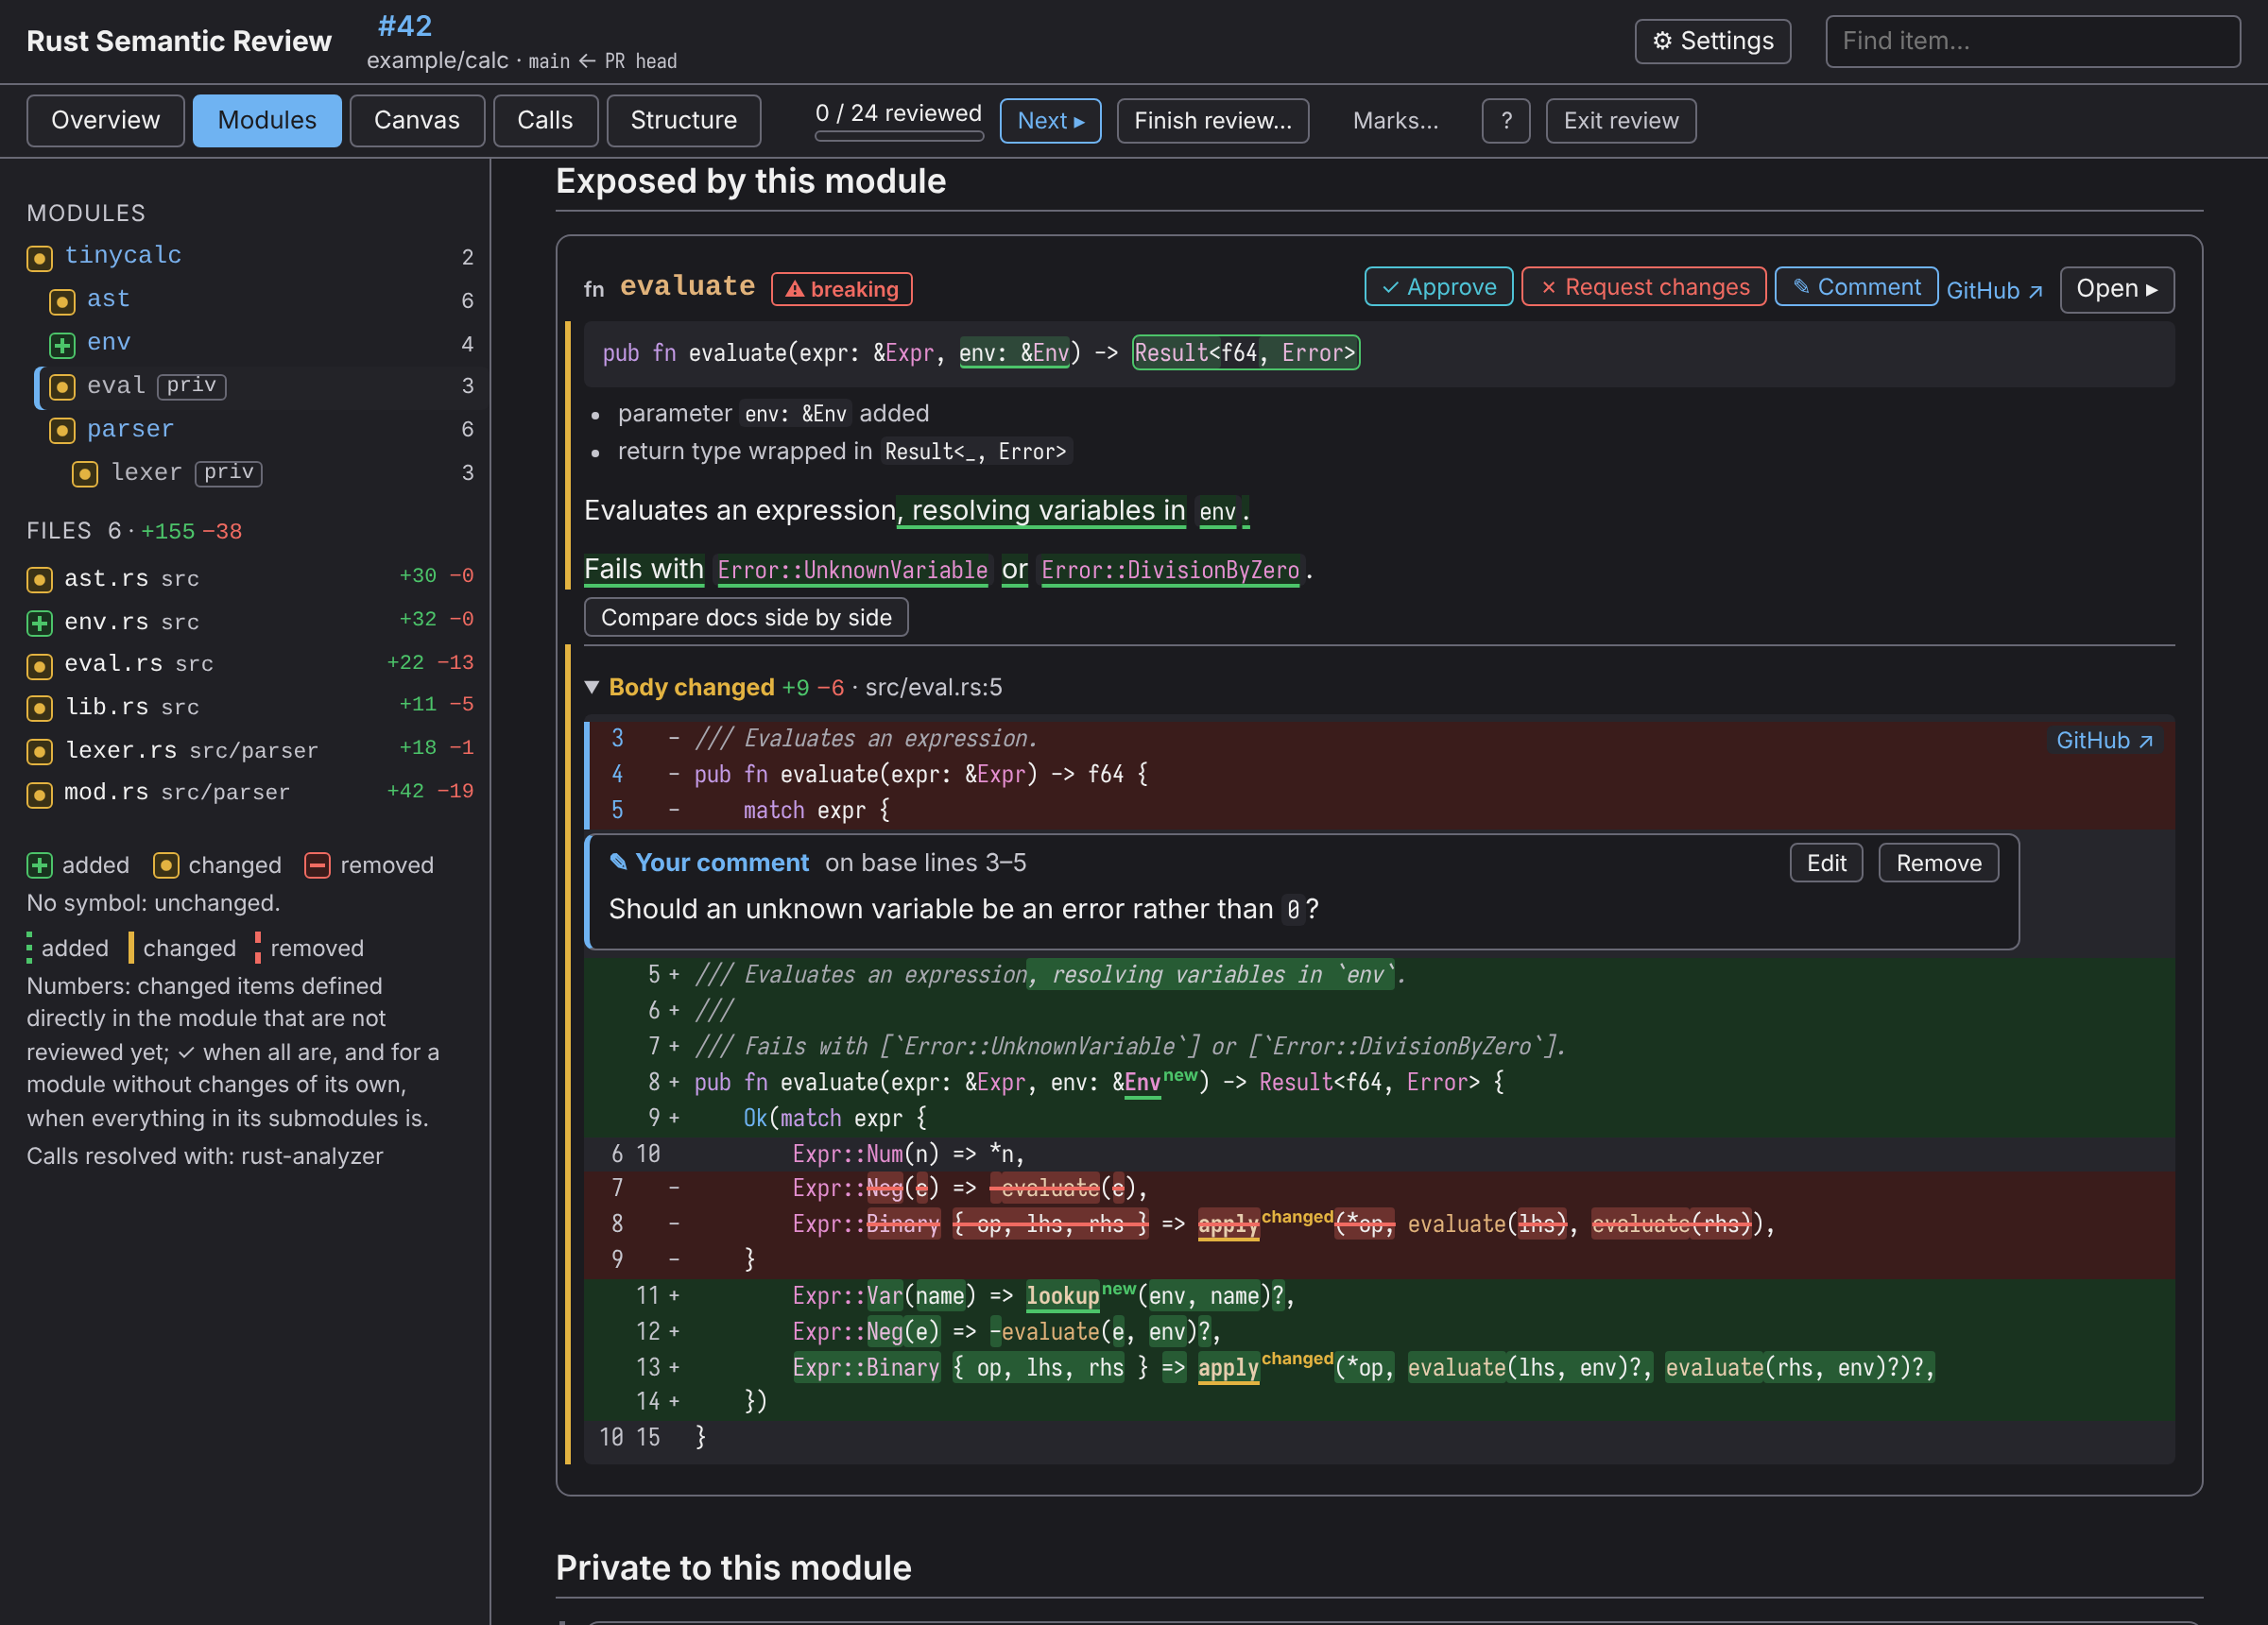 Rust Semantic Review
#42
example/calc · main ← PR head
⚙ Settings
Find item...
Overview
Modules
Canvas
Calls
Structure
0 / 24 reviewed
Next ▸
Finish review...
Marks...
?
Exit review
MODULES
tinycalc 2
ast 6
env 4
eval priv 3
parser 6
lexer priv 3
FILES 6 · +155 −38
ast.rs src +30 −0
env.rs src +32 −0
eval.rs src +22 −13
lib.rs src +11 −5
lexer.rs src/parser +18 −1
mod.rs src/parser +42 −19
added changed removed
No symbol: unchanged.
added changed removed
Numbers: changed items defined
directly in the module that are not
reviewed yet; ✓ when all are, and for a
module without changes of its own,
when everything in its submodules is.
Calls resolved with: rust-analyzer
Exposed by this module
fn evaluate ⚠ breaking
✓ Approve
× Request changes
✎ Comment
GitHub ↗
Open ▸
pub fn evaluate(expr: &Expr, env: &Env) -> Result<f64, Error>
• parameter env: &Env added
• return type wrapped in Result<_, Error>
Evaluates an expression, resolving variables in env.
Fails with Error::UnknownVariable or Error::DivisionByZero.
Compare docs side by side
▼ Body changed +9 −6 · src/eval.rs:5
GitHub ↗
3 − /// Evaluates an expression.
4 − pub fn evaluate(expr: &Expr) -> f64 {
5 − match expr {
✎ Your comment on base lines 3–5
Edit
Remove
Should an unknown variable be an error rather than 0?
5 + /// Evaluates an expression, resolving variables in `env`.
6 + ///
7 + /// Fails with [`Error::UnknownVariable`] or [`Error::DivisionByZero`].
8 + pub fn evaluate(expr: &Expr, env: &Env new) -> Result<f64, Error> {
9 + Ok(match expr {
6 10 Expr::Num(n) => *n,
7 − Expr::Neg(e) => -evaluate(e),
8 − Expr::Binary { op, lhs, rhs } => apply changed(*op, evaluate(lhs), evaluate(rhs)),
9 − }
11 + Expr::Var(name) => lookup new(env, name)?,
12 + Expr::Neg(e) => -evaluate(e, env)?,
13 + Expr::Binary { op, lhs, rhs } => apply changed(*op, evaluate(lhs, env)?, evaluate(rhs, env)?)?,
14 + })
10 15 }
Private to this module